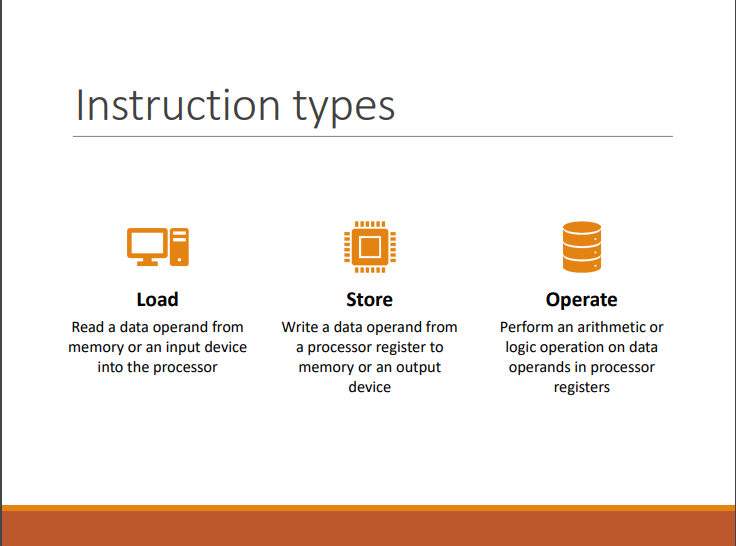 Instruction types
Load
Read a data operand from
memory or an input device
into the processor
Store
Write a data operand from
a processor register to
memory or an output
device
Operate
Perform an arithmetic or
logic operation on data
operands in processor
registers